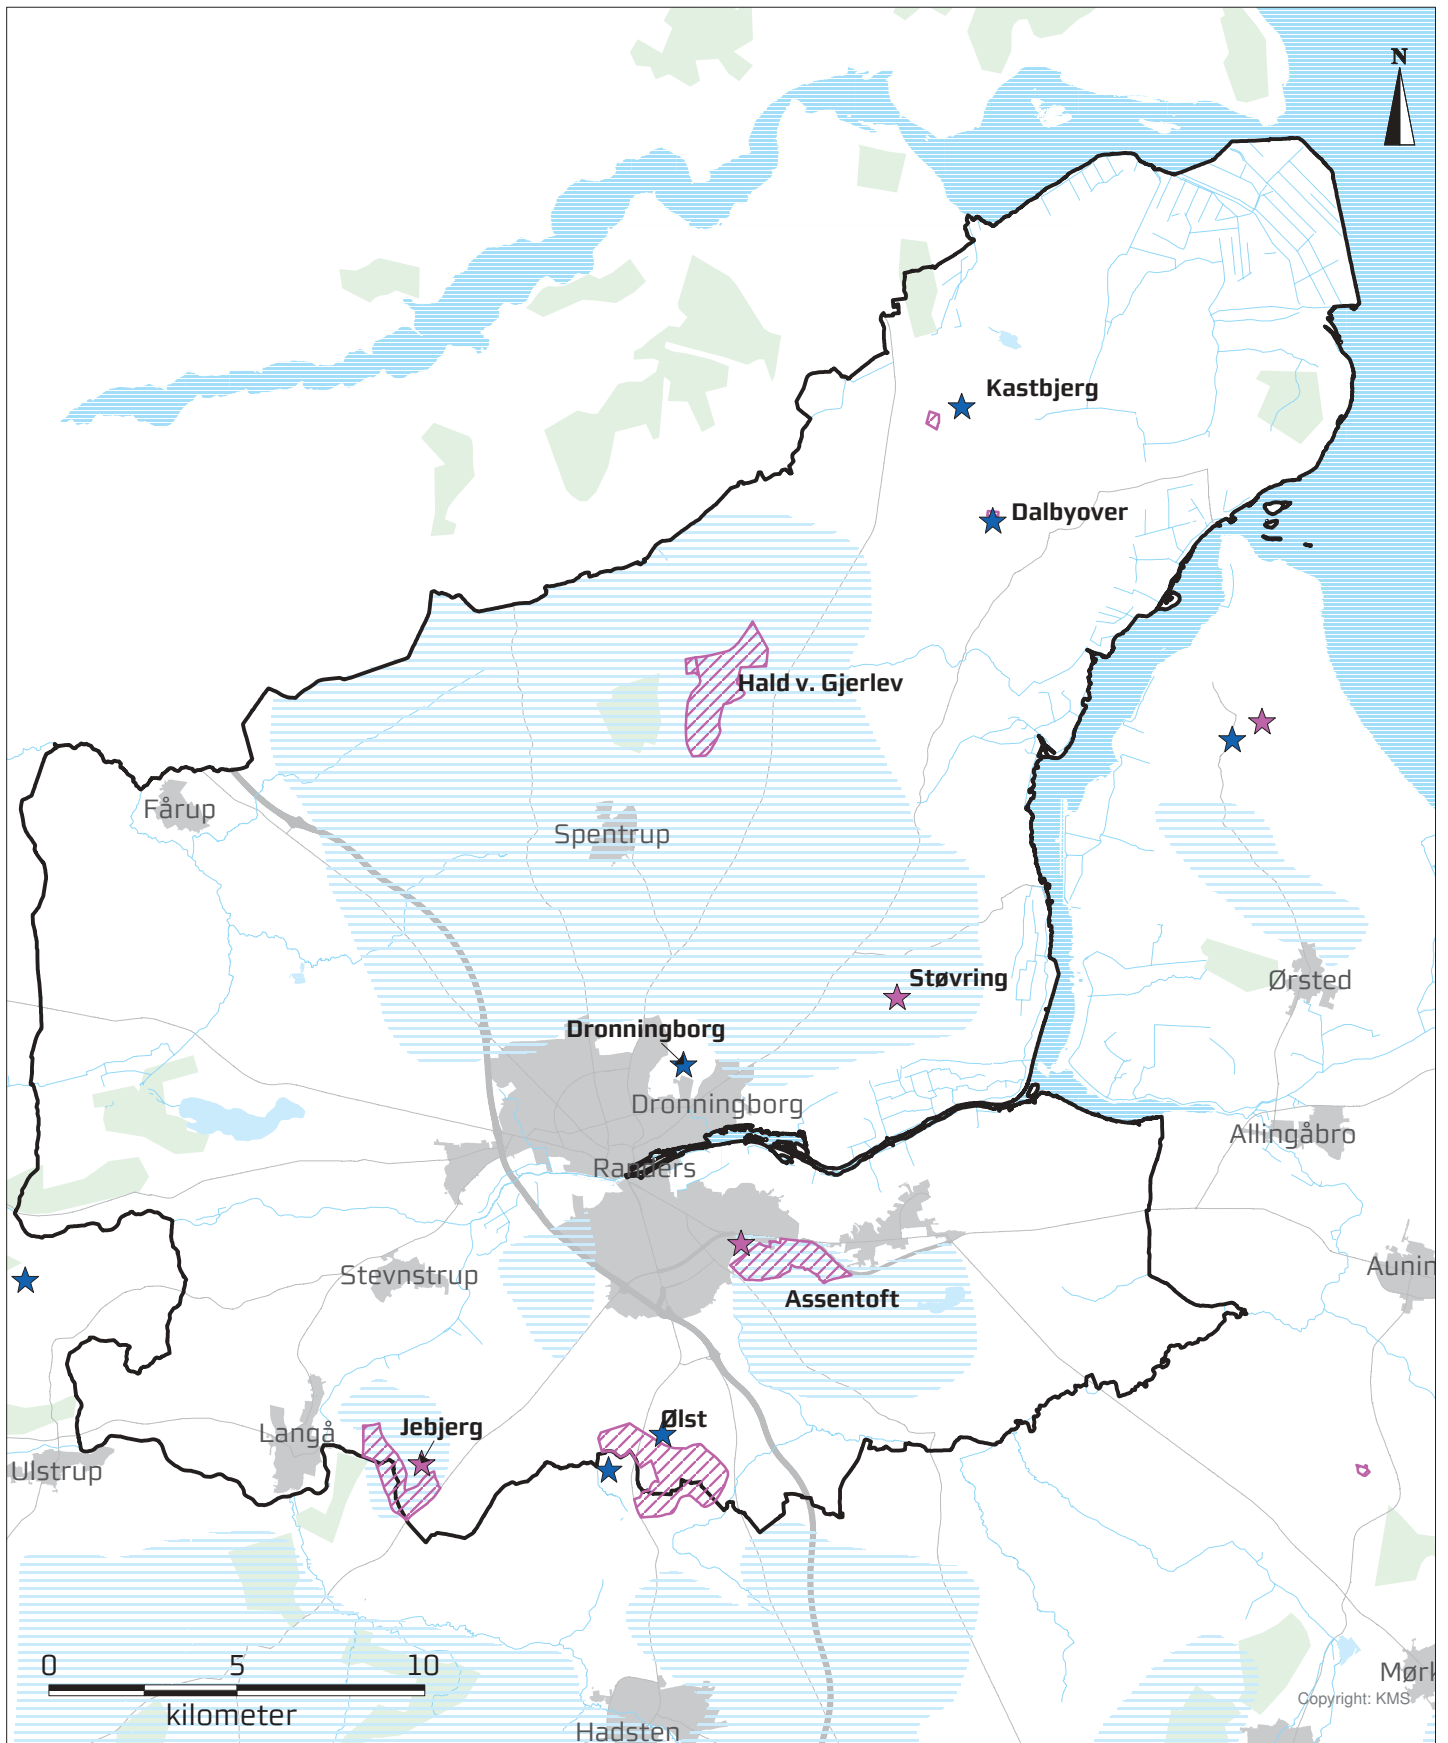 N
Kastbjerg
Dalbyover
Hald v. Gjerlev
Fårup
Spentrup
Støvring
Ørsted
Dronningborg
Dronningborg
Allingåbro
Randers
Stevnstrup
Aunin
Assentoft
Ølst
Jebjerg
Langå
Ulstrup
0 5 10
kilometer
Mørk
Copyright: KMS
Hadsten